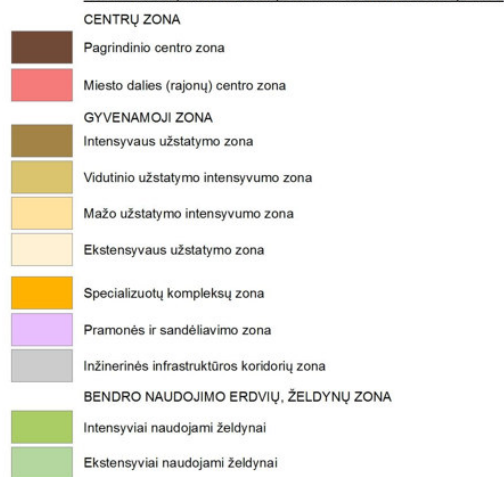 CENTRŲ ZONA
Pagrindinio centro zona
Miesto dalies (rajonų) centro zona
GYVENAMOJI ZONA
Intensyvaus užstatymo zona
Vidutinio užstatymo intensyvumo zona
Mažo užstatymo intensyvumo zona
Ekstensyvaus užstatymo zona
Specializuotų kompleksų zona
Pramonės ir sandėliavimo zona
Inžinerinės infrastruktūros koridorių zona
BENDRO NAUDOJIMO ERDVIŲ, ŽELDYNŲ ZONA
Intensyviai naudojami želdynai
Ekstensyviai naudojami želdynai